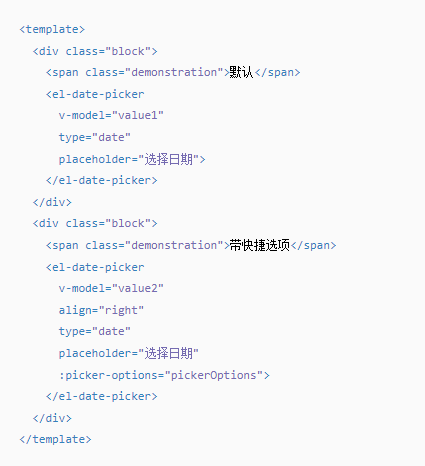 <template>
  <div class="block">
    <span class="demonstration">默认</span>
    <el-date-picker
      v-model="value1"
      type="date"
      placeholder="选择日期">
    </el-date-picker>
  </div>
  <div class="block">
    <span class="demonstration">带快捷选项</span>
    <el-date-picker
      v-model="value2"
      align="right"
      type="date"
      placeholder="选择日期"
      :picker-options="pickerOptions">
    </el-date-picker>
  </div>
</template>